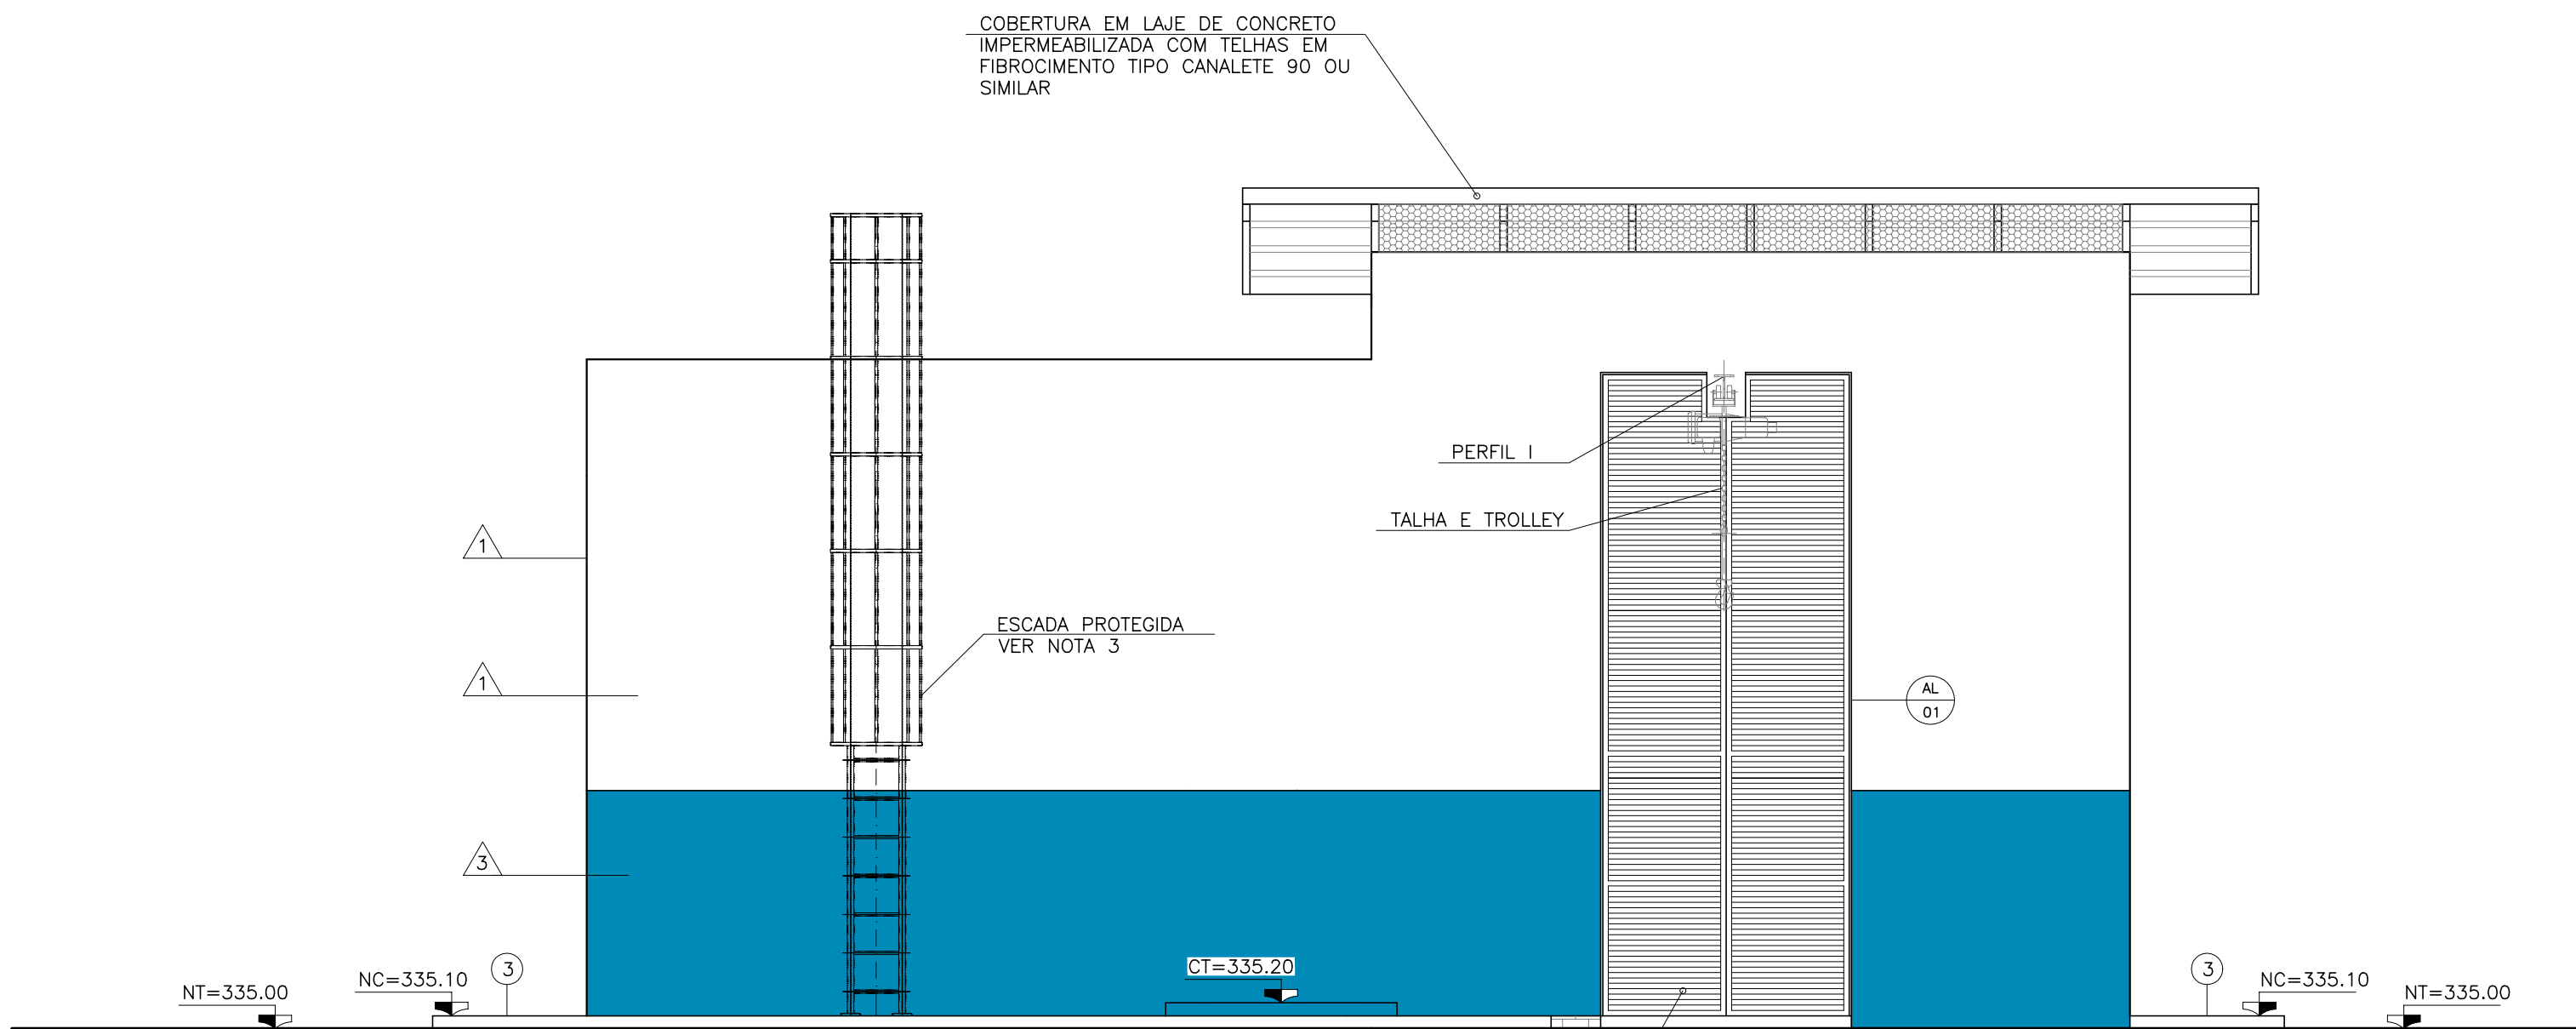 COBERTURA EM LAJE DE CONCRETO
IMPERMEABILIZADA COM TELHAS EM
FIBROCIMENTO TIPO CANALETE 90 OU
SIMILAR
PERFIL I
TALHA E TROLLEY
1
ESCADA PROTEGIDA
VER NOTA 3
1
AL
01
3
NT=335.00
NC=335.10
3
CT=335.20
3
NC=335.10
NT=335.00